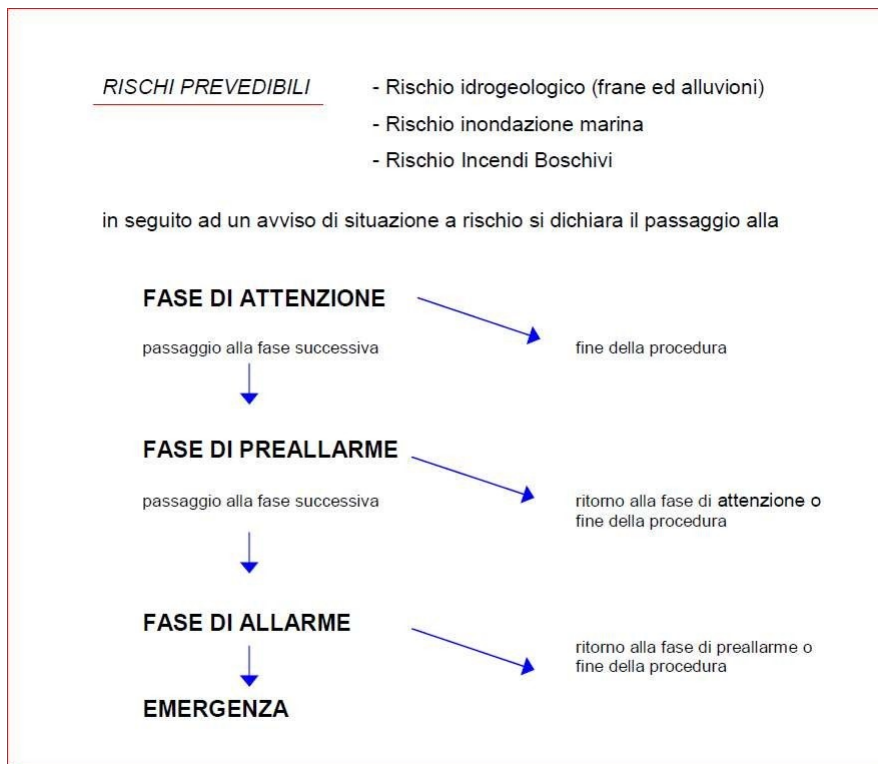 RISCHI PREVEDIBILI - Rischio idrogeologico (frane ed alluvioni)
- Rischio inondazione marina
- Rischio Incendi Boschivi
in seguito ad un avviso di situazione a rischio si dichiara il passaggio alla
FASE DI ATTENZIONE
passaggio alla fase successiva
fine della procedura
FASE DI PREALLARME
passaggio alla fase successiva
ritorno alla fase di attenzione o
fine della procedura
FASE DI ALLARME
ritorno alla fase di preallarme o
fine della procedura
EMERGENZA